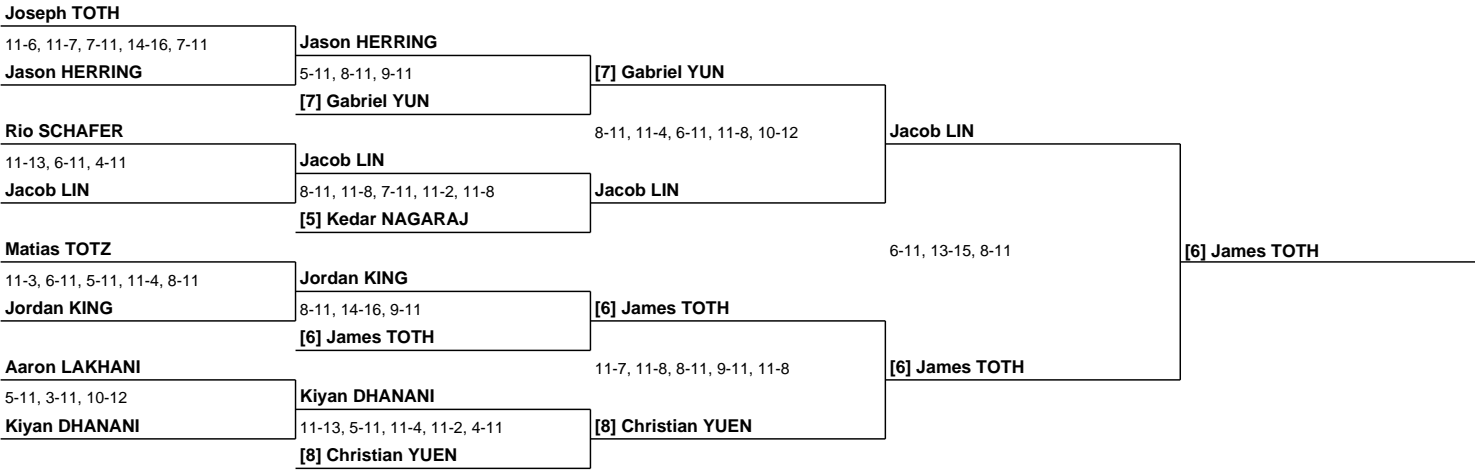 Joseph TOTH
11-6, 11-7, 7-11, 14-16, 7-11
Jason HERRING
Jason HERRING
5-11, 8-11, 9-11
[7] Gabriel YUN
[7] Gabriel YUN
Rio SCHAFER
11-13, 6-11, 4-11
Jacob LIN
Jacob LIN
8-11, 11-8, 7-11, 11-2, 11-8
[5] Kedar NAGARAJ
Jacob LIN
8-11, 11-4, 6-11, 11-8, 10-12
Jacob LIN
Matias TOTZ
11-3, 6-11, 5-11, 11-4, 8-11
Jordan KING
Jordan KING
8-11, 14-16, 9-11
[6] James TOTH
[6] James TOTH
Aaron LAKHANI
5-11, 3-11, 10-12
Kiyan DHANANI
Kiyan DHANANI
11-13, 5-11, 11-4, 11-2, 4-11
[8] Christian YUEN
[8] Christian YUEN
11-7, 11-8, 8-11, 9-11, 11-8
[6] James TOTH
6-11, 13-15, 8-11
[6] James TOTH